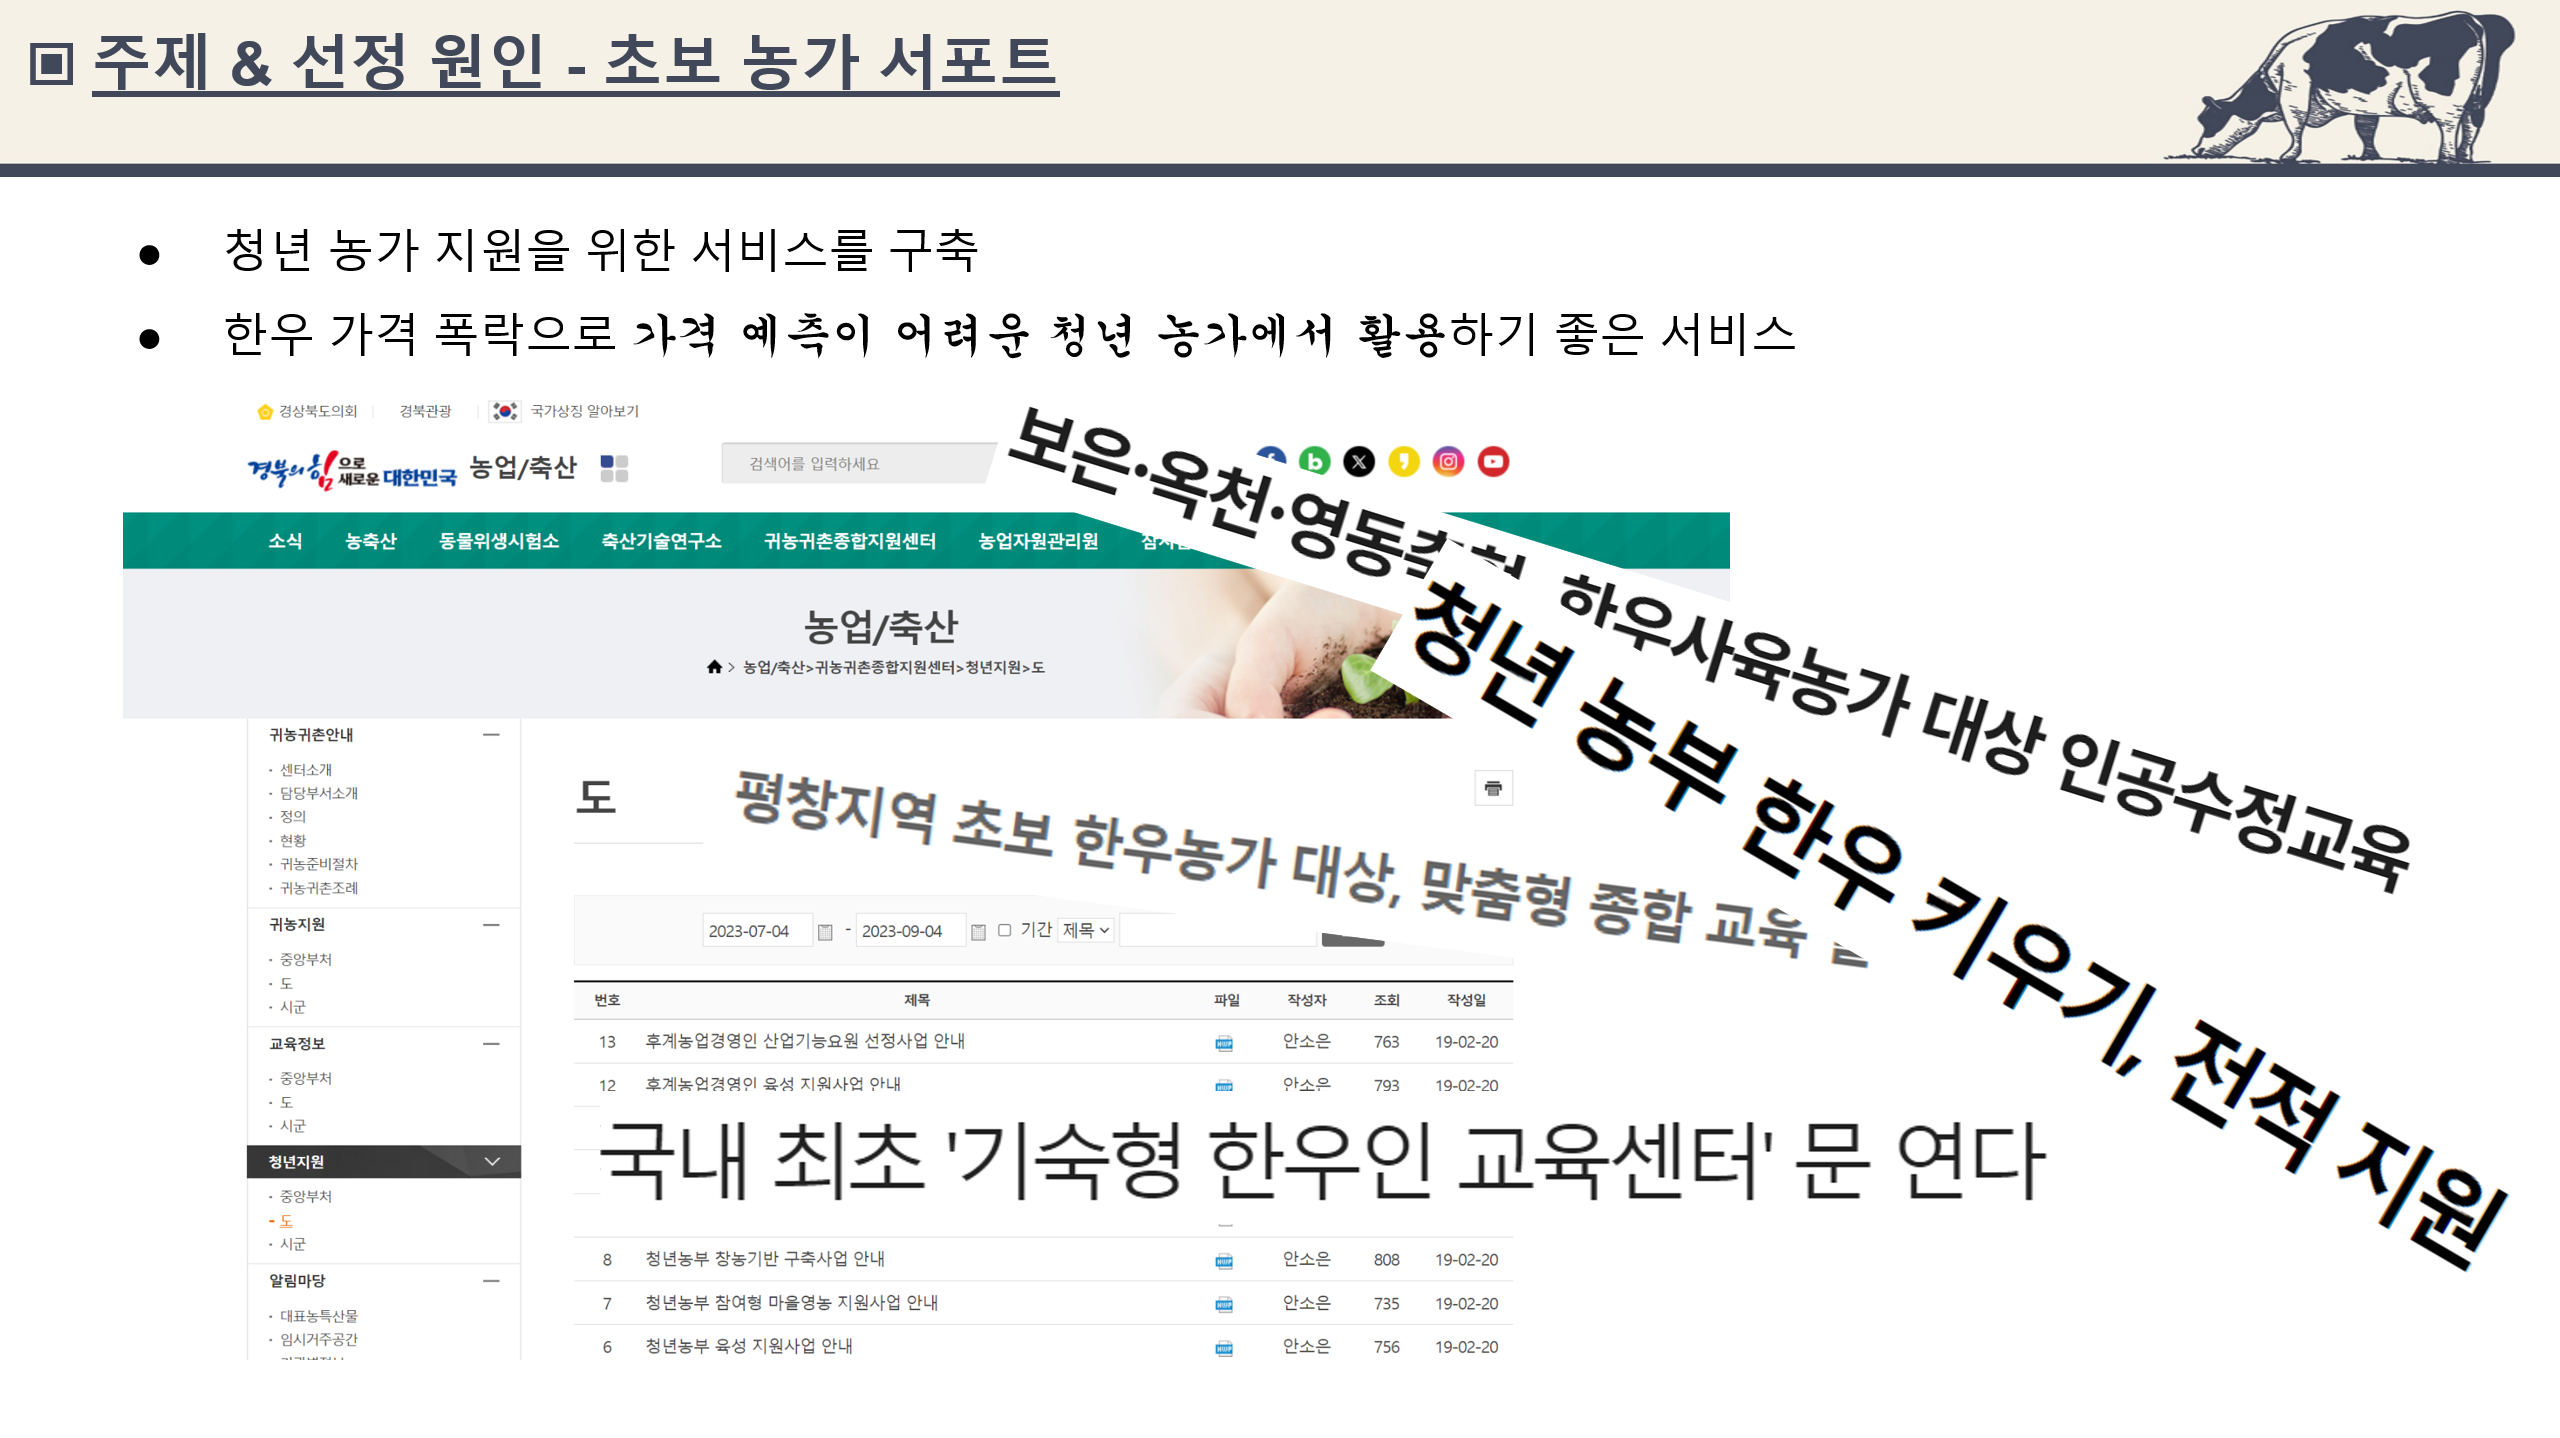 주제 & 선정 원인 - 초보 농가 서포트
● 청년 농가 지원을 위한 서비스를 구축
● 한우 가격 폭락으로 가격 예측이 어려운 청년 농가에서 활용하기 좋은 서비스
경상북도의회 경북관광 국가상징 알아보기
경북의 힘!으로 새로운 대한민국 농업/축산
검색어를 입력하세요
소식 농축산 동물위생시험소 축산기술연구소 귀농귀촌종합지원센터 농업자원관리원
농업/축산
> 농업/축산>귀농귀촌종합지원센터>청년지원>도
보은·옥천·영동축협, 한우사육농가 대상 인공수정교육
청년 농부 한우 키우기, 전적 지원
평창지역 초보 한우농가 대상, 맞춤형 종합 교육
국내 최초 '기숙형 한우인 교육센터' 문 연다
귀농귀촌안내
· 센터소개
· 담당부서소개
· 정의
· 현황
· 귀농준비절차
· 귀농귀촌조례
귀농지원
· 중앙부처
· 도
· 시군
교육정보
· 중앙부처
· 도
· 시군
청년지원
· 중앙부처
- 도
· 시군
알림마당
· 대표농특산물
· 임시거주공간
도
2023-07-04 - 2023-09-04 기간 제목
번호 제목 파일 작성자 조회 작성일
13 후계농업경영인 산업기능요원 선정사업 안내 안소은 763 19-02-20
12 후계농업경영인 육성 지원사업 안내 안소은 793 19-02-20
8 청년농부 창농기반 구축사업 안내 안소은 808 19-02-20
7 청년농부 참여형 마을영농 지원사업 안내 안소은 735 19-02-20
6 청년농부 육성 지원사업 안내 안소은 756 19-02-20